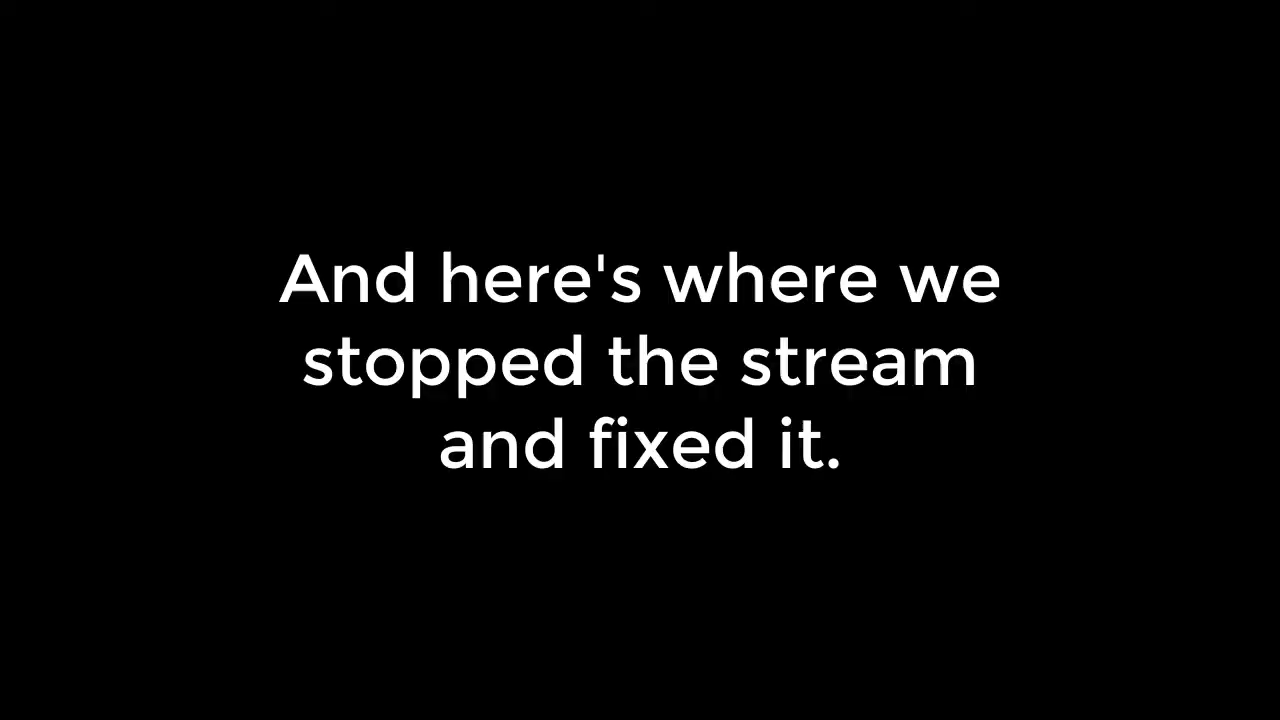 And here's where we
stopped the stream
and fixed it.